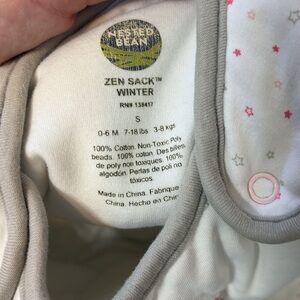 NESTED
BEAN
ZEN SACK™
WINTER
RN# 138417
S
0-6 M 7-18 lbs 3-8 kgs
100% Cotton. Non-Toxic Poly
beads. 100% coton. Des billes
de poly non toxiques. 100%
algodón. Perlas de poli no
tóxicos.
Made in China. Fabriqué
China. Hecho en Chin